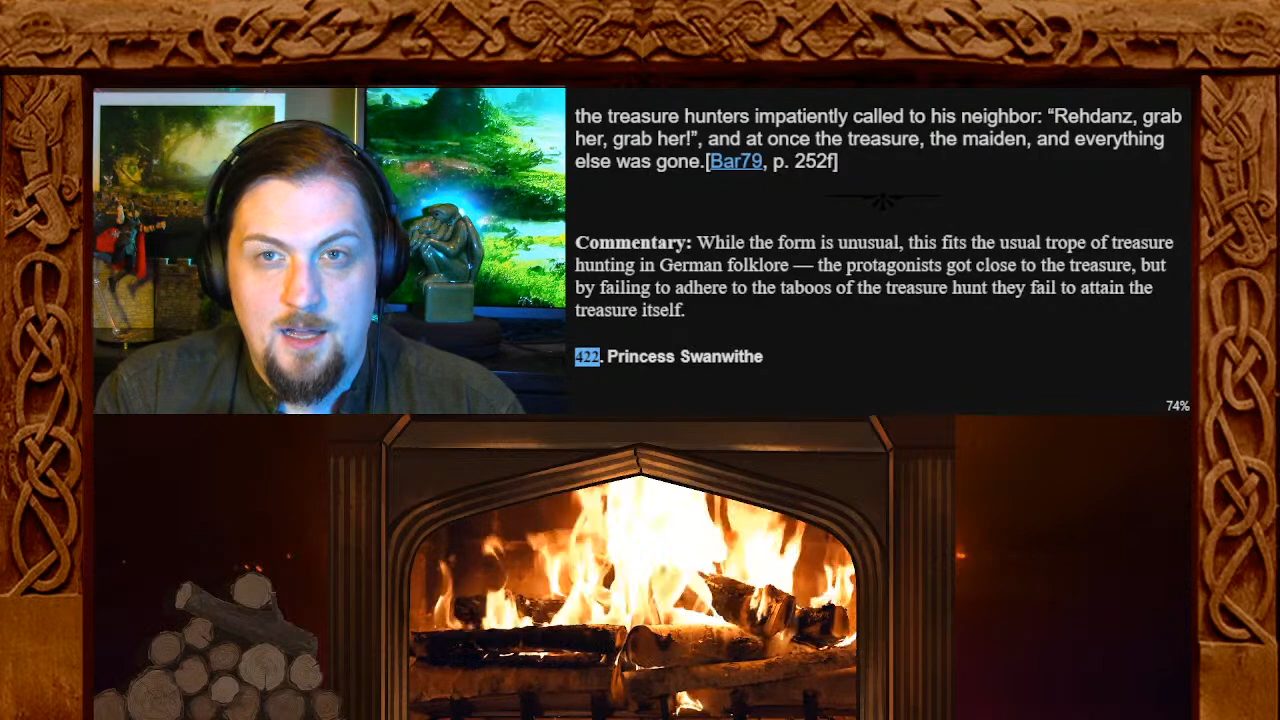 the treasure hunters impatiently called to his neighbor: “Rehdanz, grab
her, grab her!”, and at once the treasure, the maiden, and everything
else was gone.[Bar79, p. 252f]
Commentary: While the form is unusual, this fits the usual trope of treasure
hunting in German folklore — the protagonists got close to the treasure, but
by failing to adhere to the taboos of the treasure hunt they fail to attain the
treasure itself.
422. Princess Swanwithe
74%